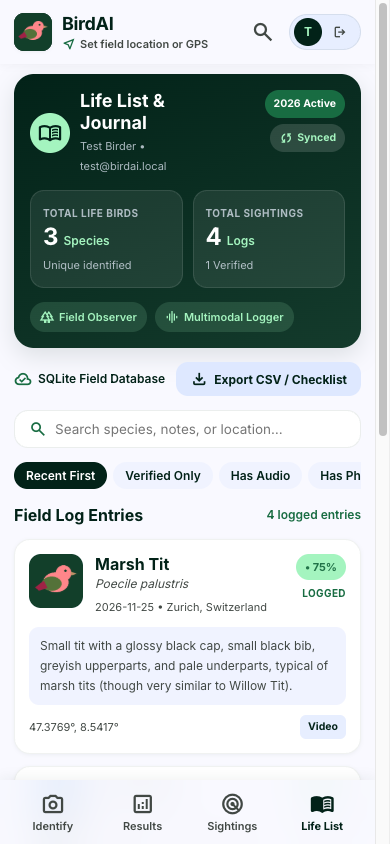 BirdAI
Set field location or GPS
T
Life List &
Journal
Test Birder •
test@birdai.local
2026 Active
Synced
TOTAL LIFE BIRDS
3 Species
Unique identified
TOTAL SIGHTINGS
4 Logs
1 Verified
Field Observer
Multimodal Logger
SQLite Field Database
Export CSV / Checklist
Search species, notes, or location...
Recent First
Verified Only
Has Audio
Has Ph
Field Log Entries
4 logged entries
Marsh Tit
Poecile palustris
2026-11-25 • Zurich, Switzerland
• 75%
LOGGED
Small tit with a glossy black cap, small black bib,
greyish upperparts, and pale underparts, typical of
marsh tits (though very similar to Willow Tit).
47.3769°, 8.5417°
Video
Identify
Results
Sightings
Life List